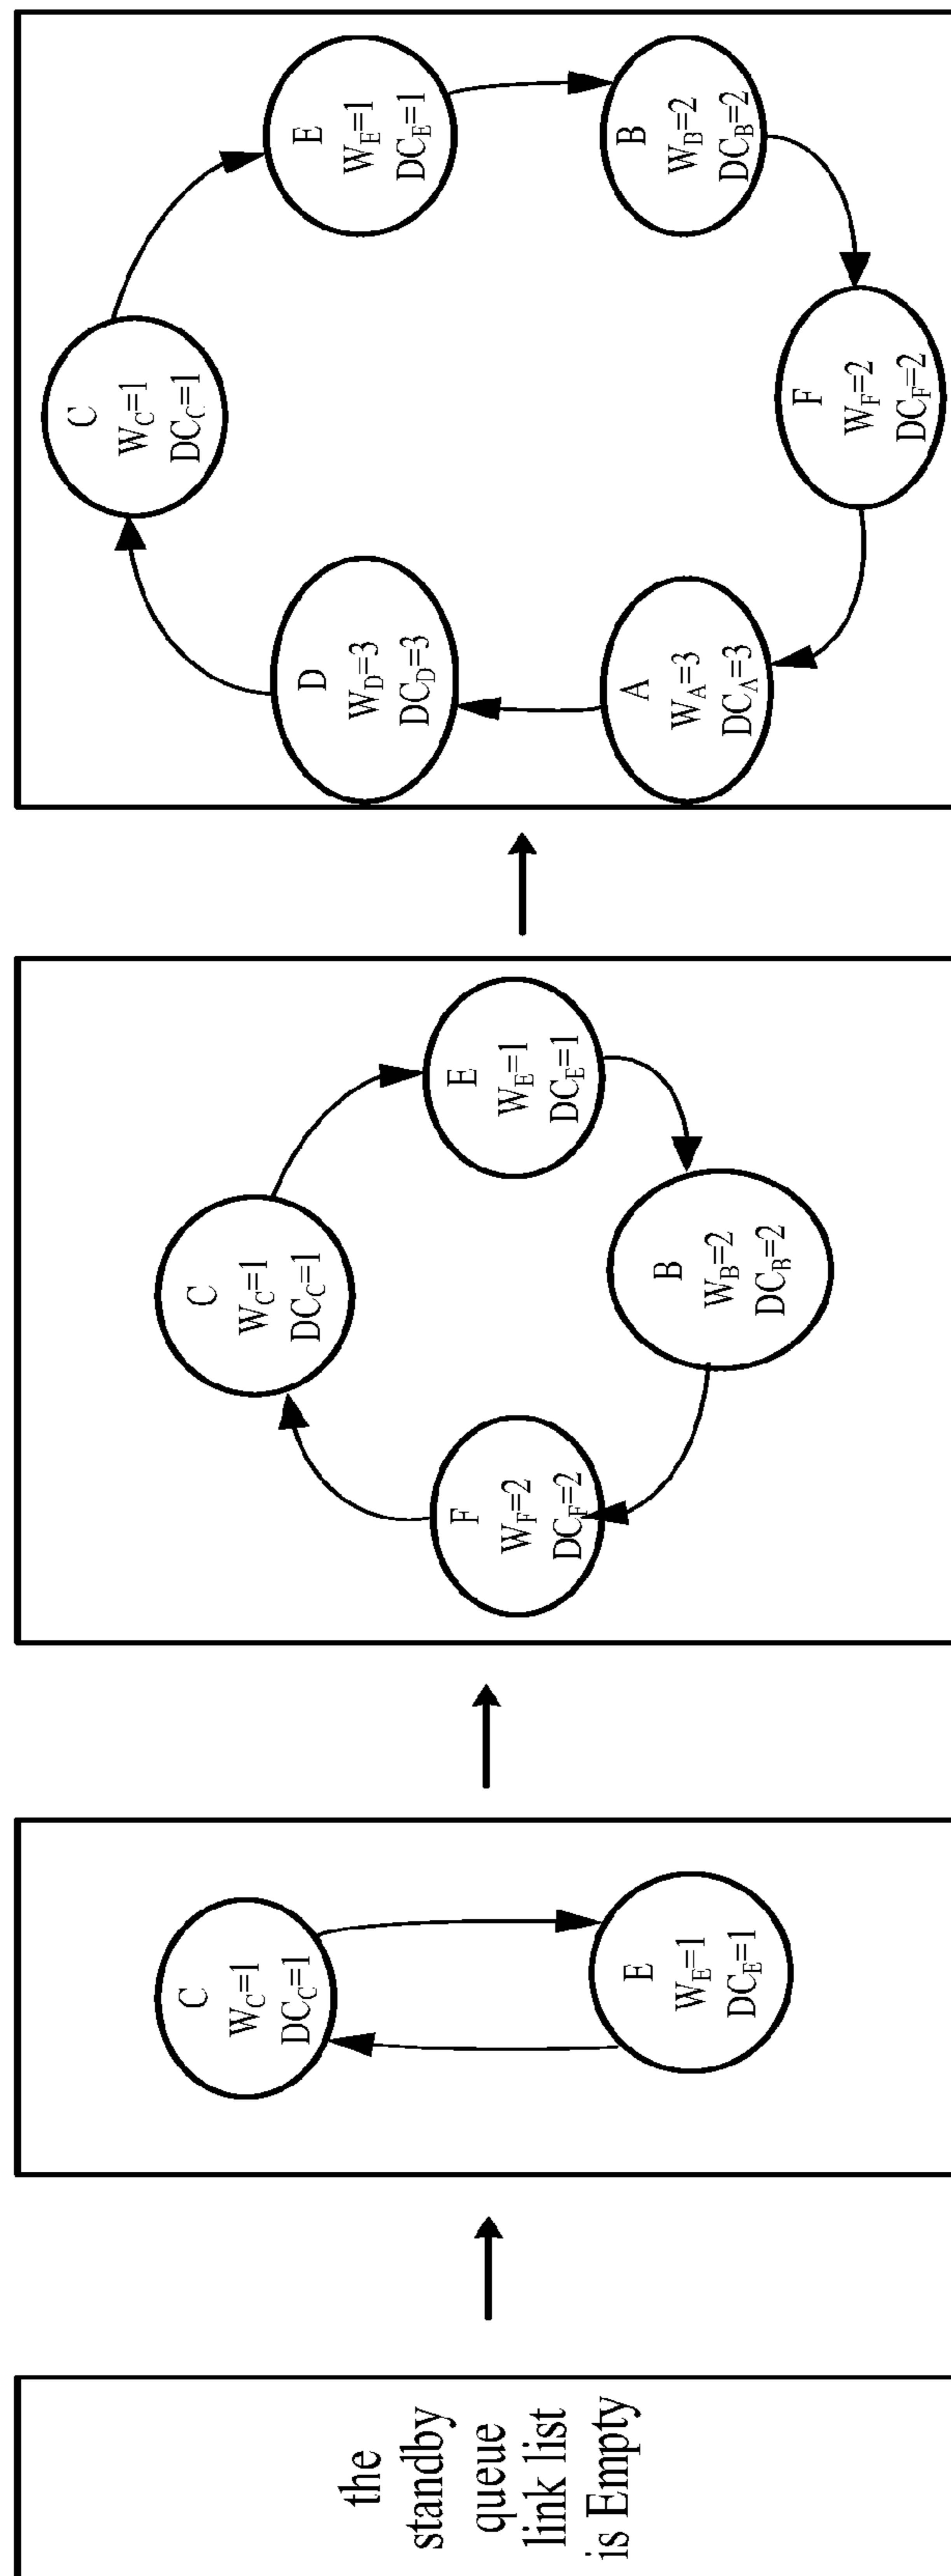 the
standby
queue
link list
is Empty
C
W_C=1
DC_C=1
E
W_E=1
DC_E=1
C
W_C=1
DC_C=1
E
W_E=1
DC_E=1
B
W_B=2
DC_B=2
F
W_F=2
DC_F=2
C
W_C=1
DC_C=1
E
W_E=1
DC_E=1
B
W_B=2
DC_B=2
F
W_F=2
DC_F=2
A
W_A=3
DC_A=3
D
W_D=3
DC_D=3